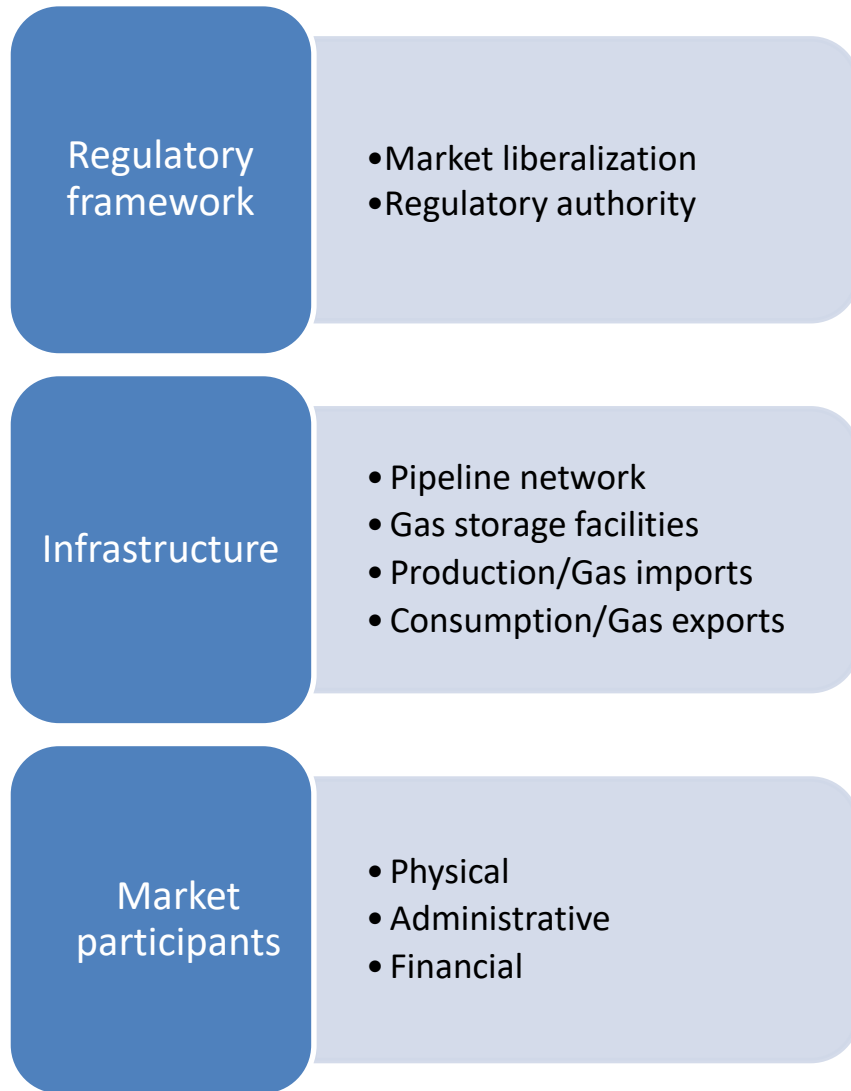 Regulatory
framework
•Market liberalization
•Regulatory authority
Infrastructure
• Pipeline network
• Gas storage facilities
• Production/Gas imports
• Consumption/Gas exports
Market
participants
• Physical
• Administrative
• Financial